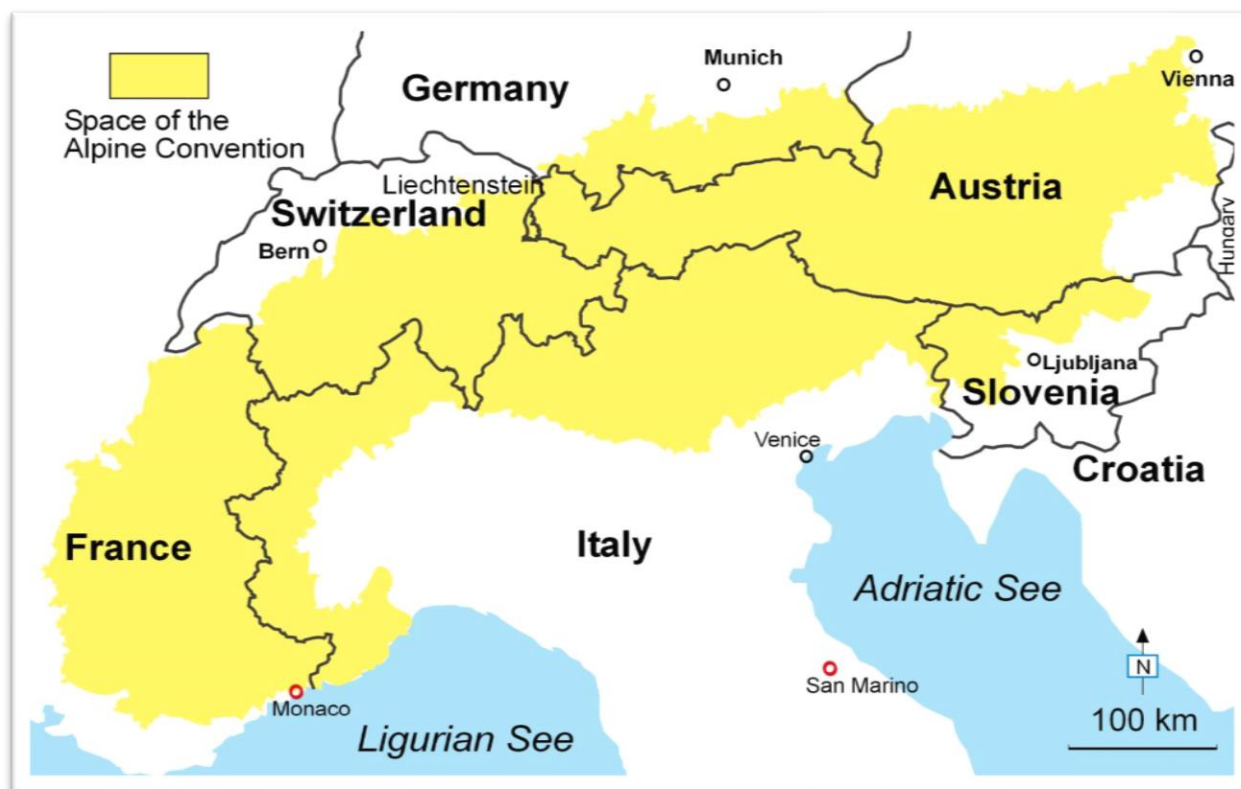 Munich
Vienna
Germany
Space of the
Alpine Convention
Liechtenstein
Austria
Switzerland
Bern
Hungary
Ljubljana
Slovenia
Venice
Croatia
France
Italy
Adriatic See
N
San Marino
Monaco
100 km
Ligurian See